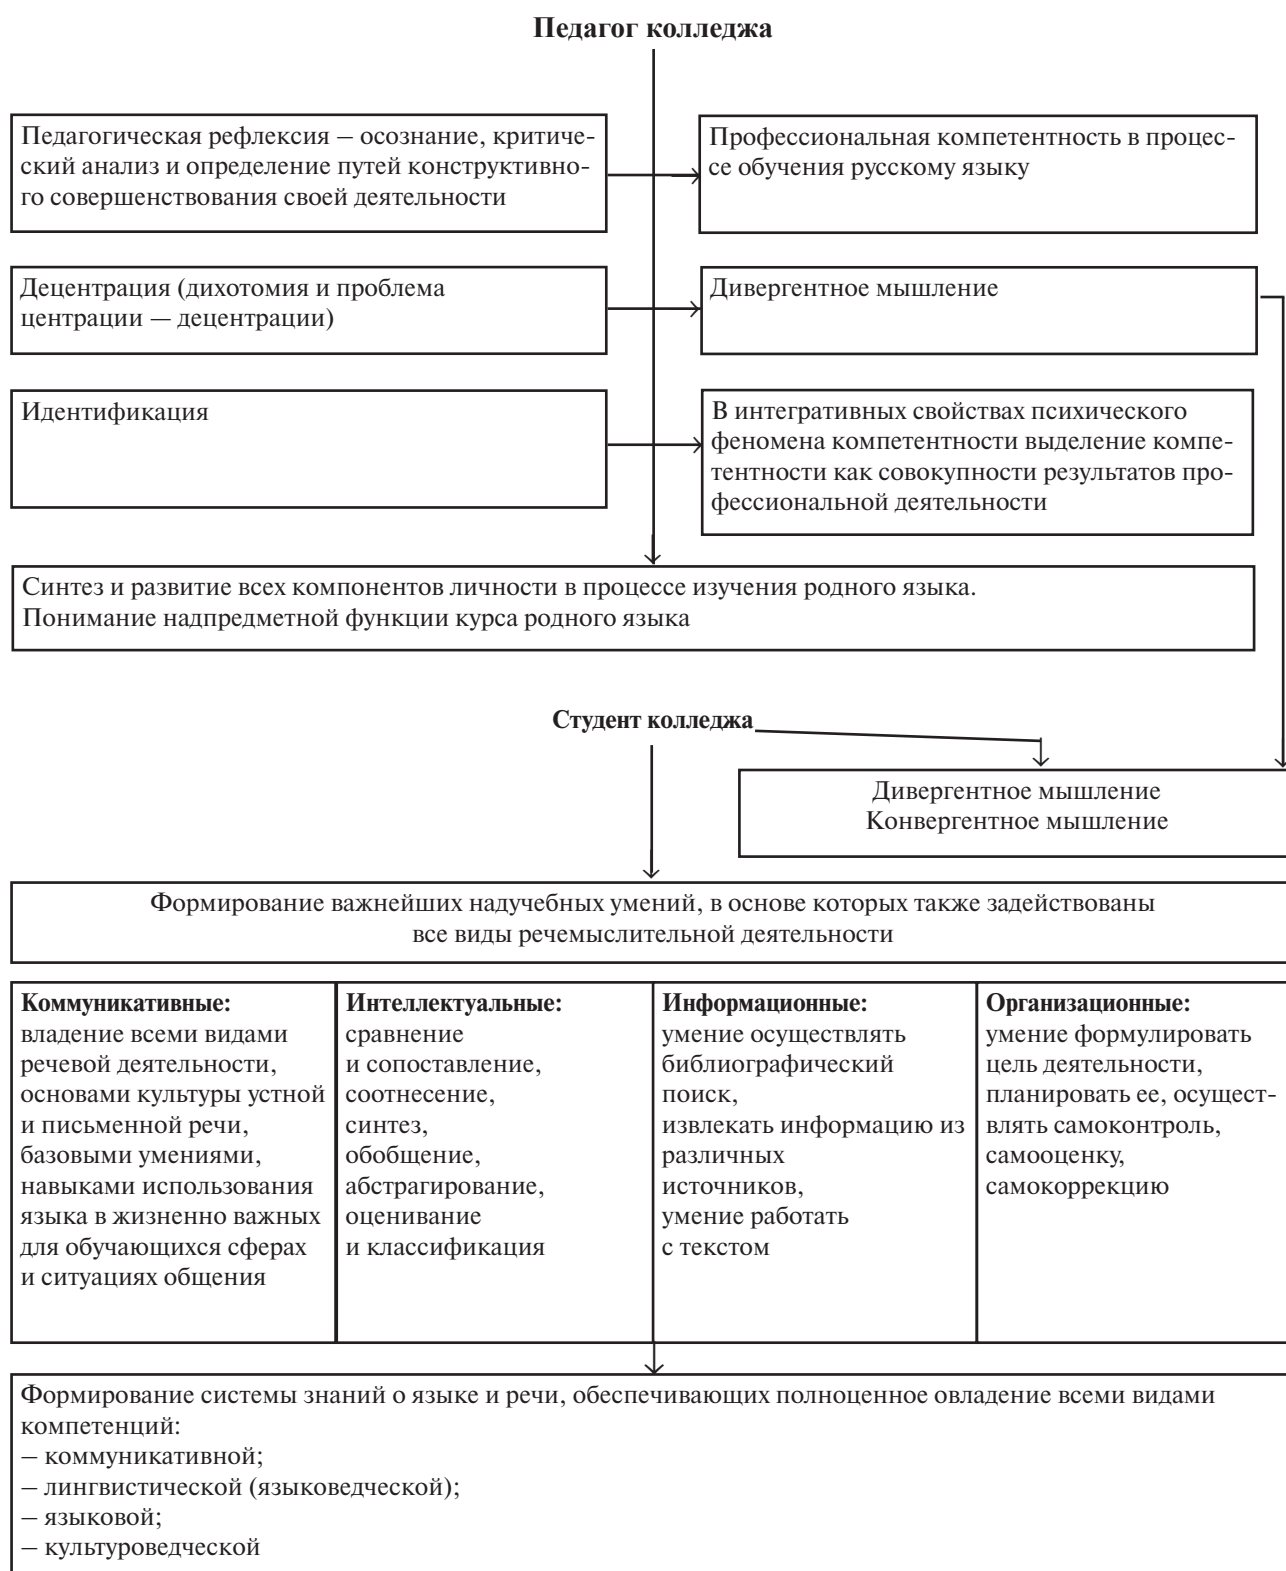 Педагог колледжа
Педагогическая рефлексия — осознание, критиче-
ский анализ и определение путей конструктивно-
го совершенствования своей деятельности
Профессиональная компетентность в процес-
се обучения русскому языку
Децентрация (дихотомия и проблема
центрации — децентрации)
Дивергентное мышление
Идентификация
В интегративных свойствах психического
феномена компетентности выделение компе-
тентности как совокупности результатов про-
фессиональной деятельности
Синтез и развитие всех компонентов личности в процессе изучения родного языка.
Понимание надпредметной функции курса родного языка
Студент колледжа
Дивергентное мышление
Конвергентное мышление
Формирование важнейших надучебных умений, в основе которых также задействованы
все виды речемыслительной деятельности
Коммуникативные:
владение всеми видами
речевой деятельности,
основами культуры устной
и письменной речи,
базовыми умениями,
навыками использования
языка в жизненно важных
для обучающихся сферах
и ситуациях общения
Интеллектуальные:
сравнение
и сопоставление,
соотнесение,
синтез,
обобщение,
абстрагирование,
оценивание
и классификация
Информационные:
умение осуществлять
библиографический
поиск,
извлекать информацию из
различных
источников,
умение работать
с текстом
Организационные:
умение формулировать
цель деятельности,
планировать ее, осущест-
влять самоконтроль,
самооценку,
самокоррекцию
Формирование системы знаний о языке и речи, обеспечивающих полноценное овладение всеми видами
компетенций:
— коммуникативной;
— лингвистической (языковедческой);
— языковой;
— культуроведческой